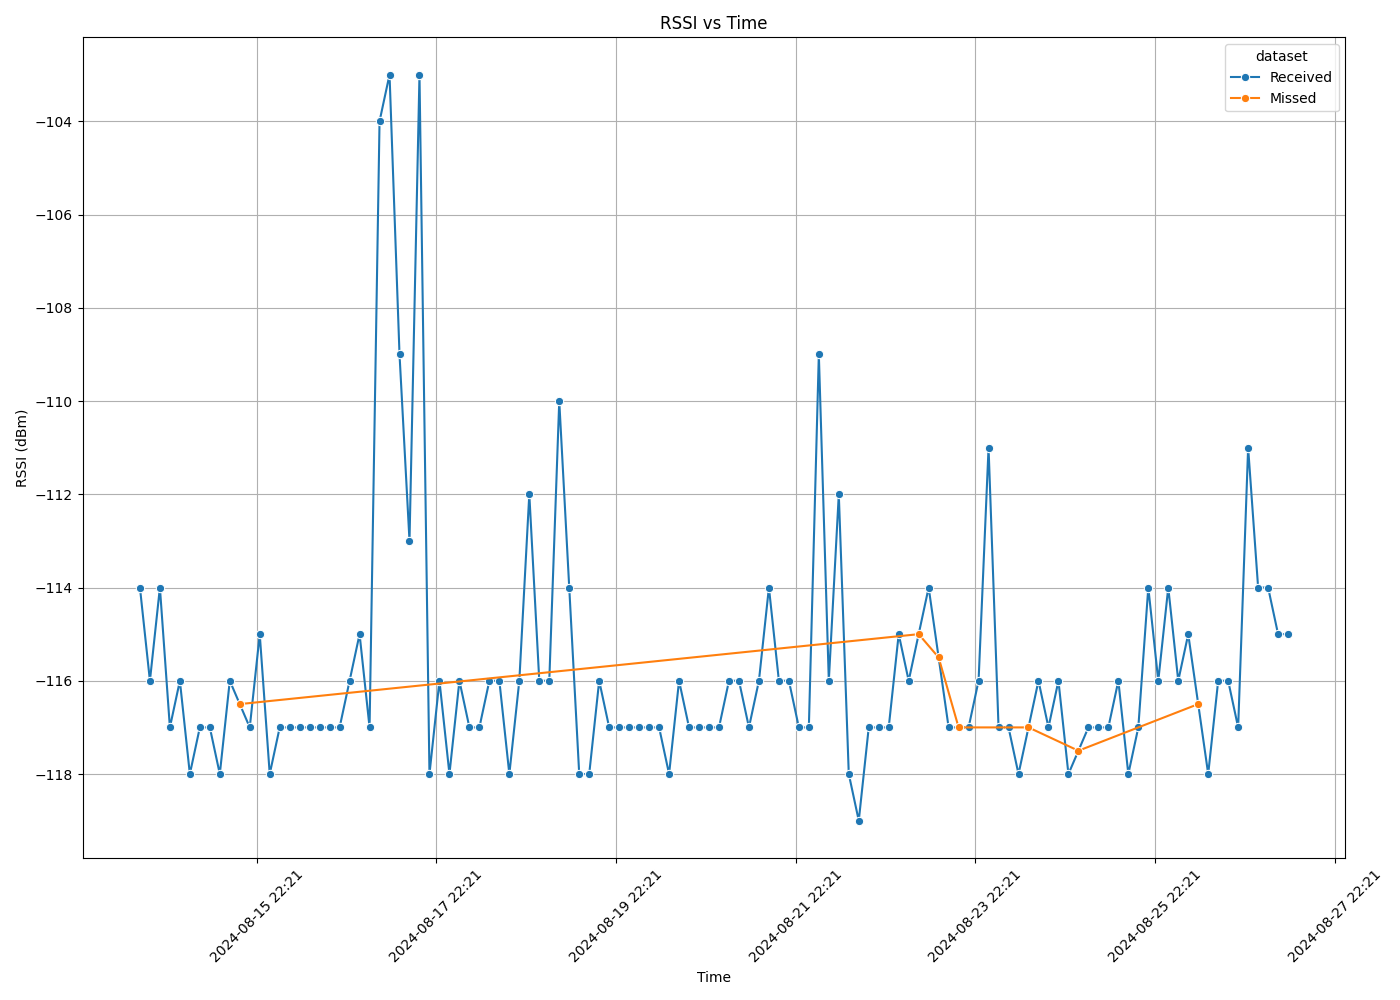 RSSI vs Time
dataset
Received
Missed
−104
−106
−108
−110
−112
−114
−116
−118
RSSI (dBm)
2024-08-15 22:21
2024-08-17 22:21
2024-08-19 22:21
2024-08-21 22:21
2024-08-23 22:21
2024-08-25 22:21
2024-08-27 22:21
Time